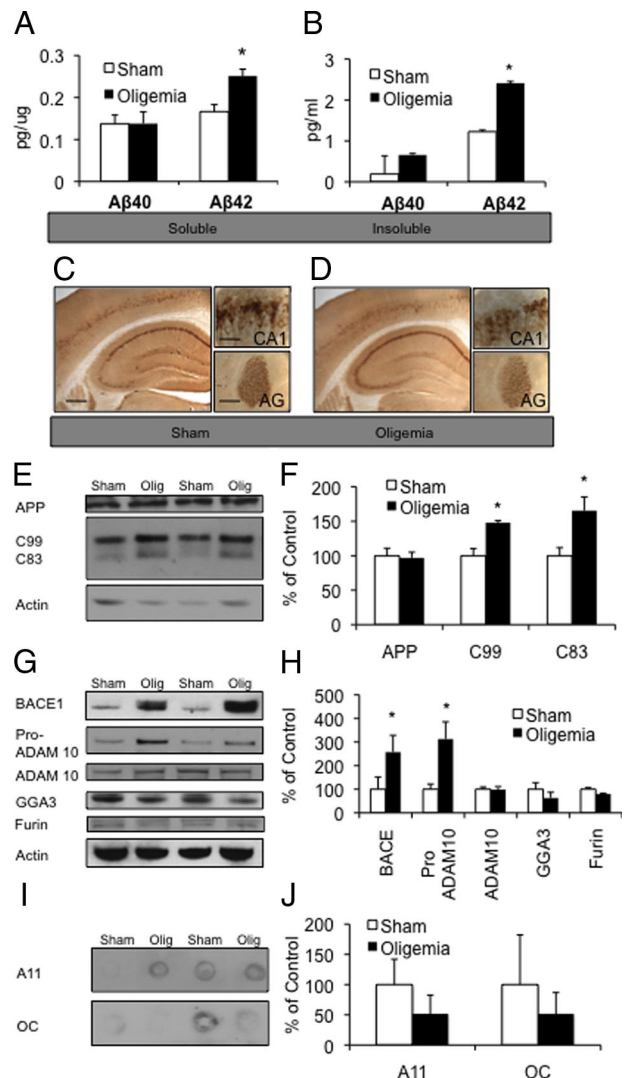 A
0.3
0.2
0.1
0
pg/ug
Sham
Oligemia
*
Aβ40
Aβ42
B
3
2
1
0
pg/ml
Sham
Oligemia
*
Aβ40
Aβ42
Soluble
Insoluble
C
CA1
AG
D
CA1
AG
Sham
Oligemia
E
Sham Olig Sham Olig
APP
C99
C83
Actin
F
200
150
100
50
0
% of Control
Sham
Oligemia
*
*
APP
C99
C83
G
Sham Olig Sham Olig
BACE1
Pro-
ADAM 10
ADAM 10
GGA3
Furin
Actin
H
500
400
300
200
100
0
% of Control
Sham
Oligemia
*
*
BACE
Pro
ADAM10
ADAM10
GGA3
Furin
I
Sham Olig Sham Olig
A11
OC
J
200
150
100
50
0
% of Control
Sham
Oligemia
A11
OC